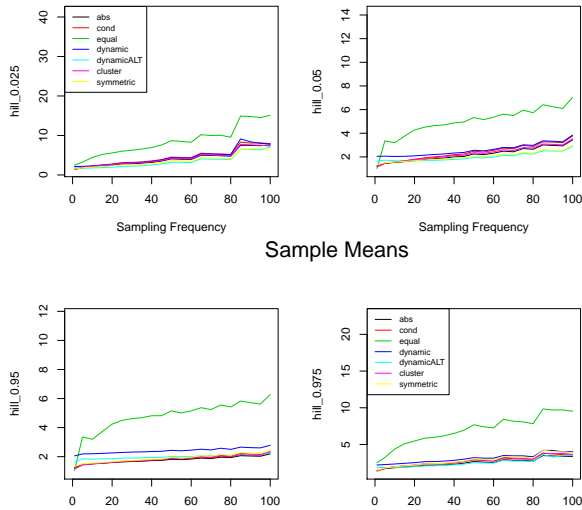 hill_0.025
40
30
20
10
0
abs
cond
equal
dynamic
dynamicALT
cluster
symmetric
0 20 40 60 80 100
Sampling Frequency
hill_0.05
14
12
10
8
6
4
2
0 20 40 60 80 100
Sampling Frequency
Sample Means
hill_0.95
12
10
8
6
4
2
0 20 40 60 80 100
hill_0.975
20
15
10
5
abs
cond
equal
dynamic
dynamicALT
cluster
symmetric
0 20 40 60 80 100